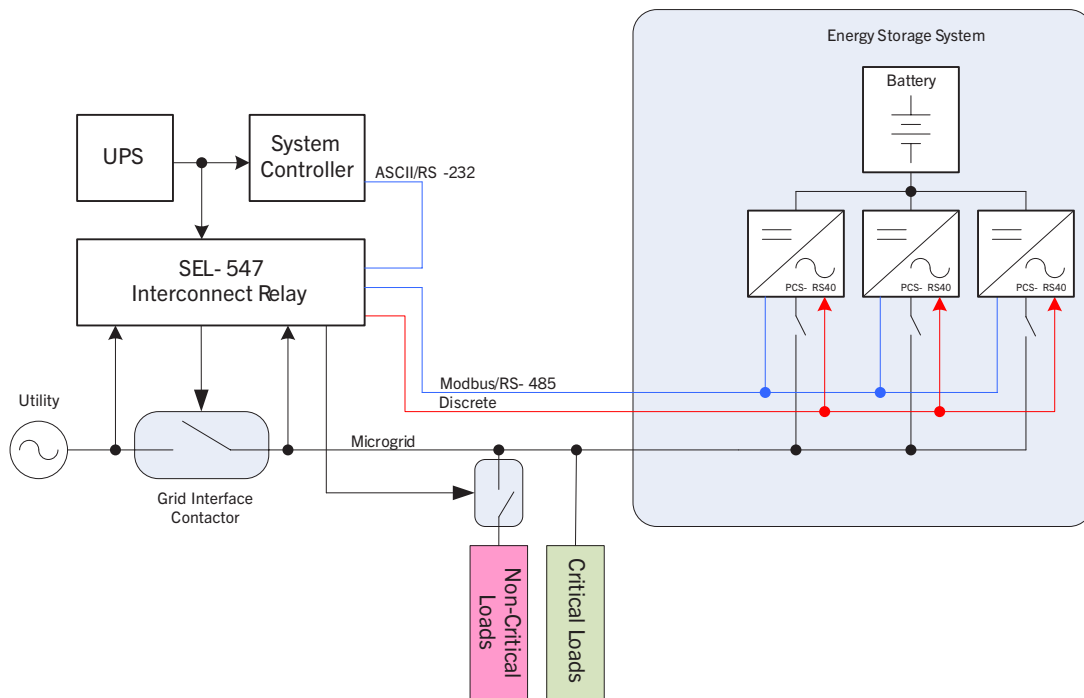 Energy Storage System
Battery
UPS
System
Controller
ASCII/RS -232
SEL- 547
Interconnect Relay
PCS- RS40
PCS- RS40
PCS- RS40
Modbus/RS- 485
Discrete
Utility
Microgrid
Grid Interface
Contactor
Non-Critical
Loads
Critical Loads